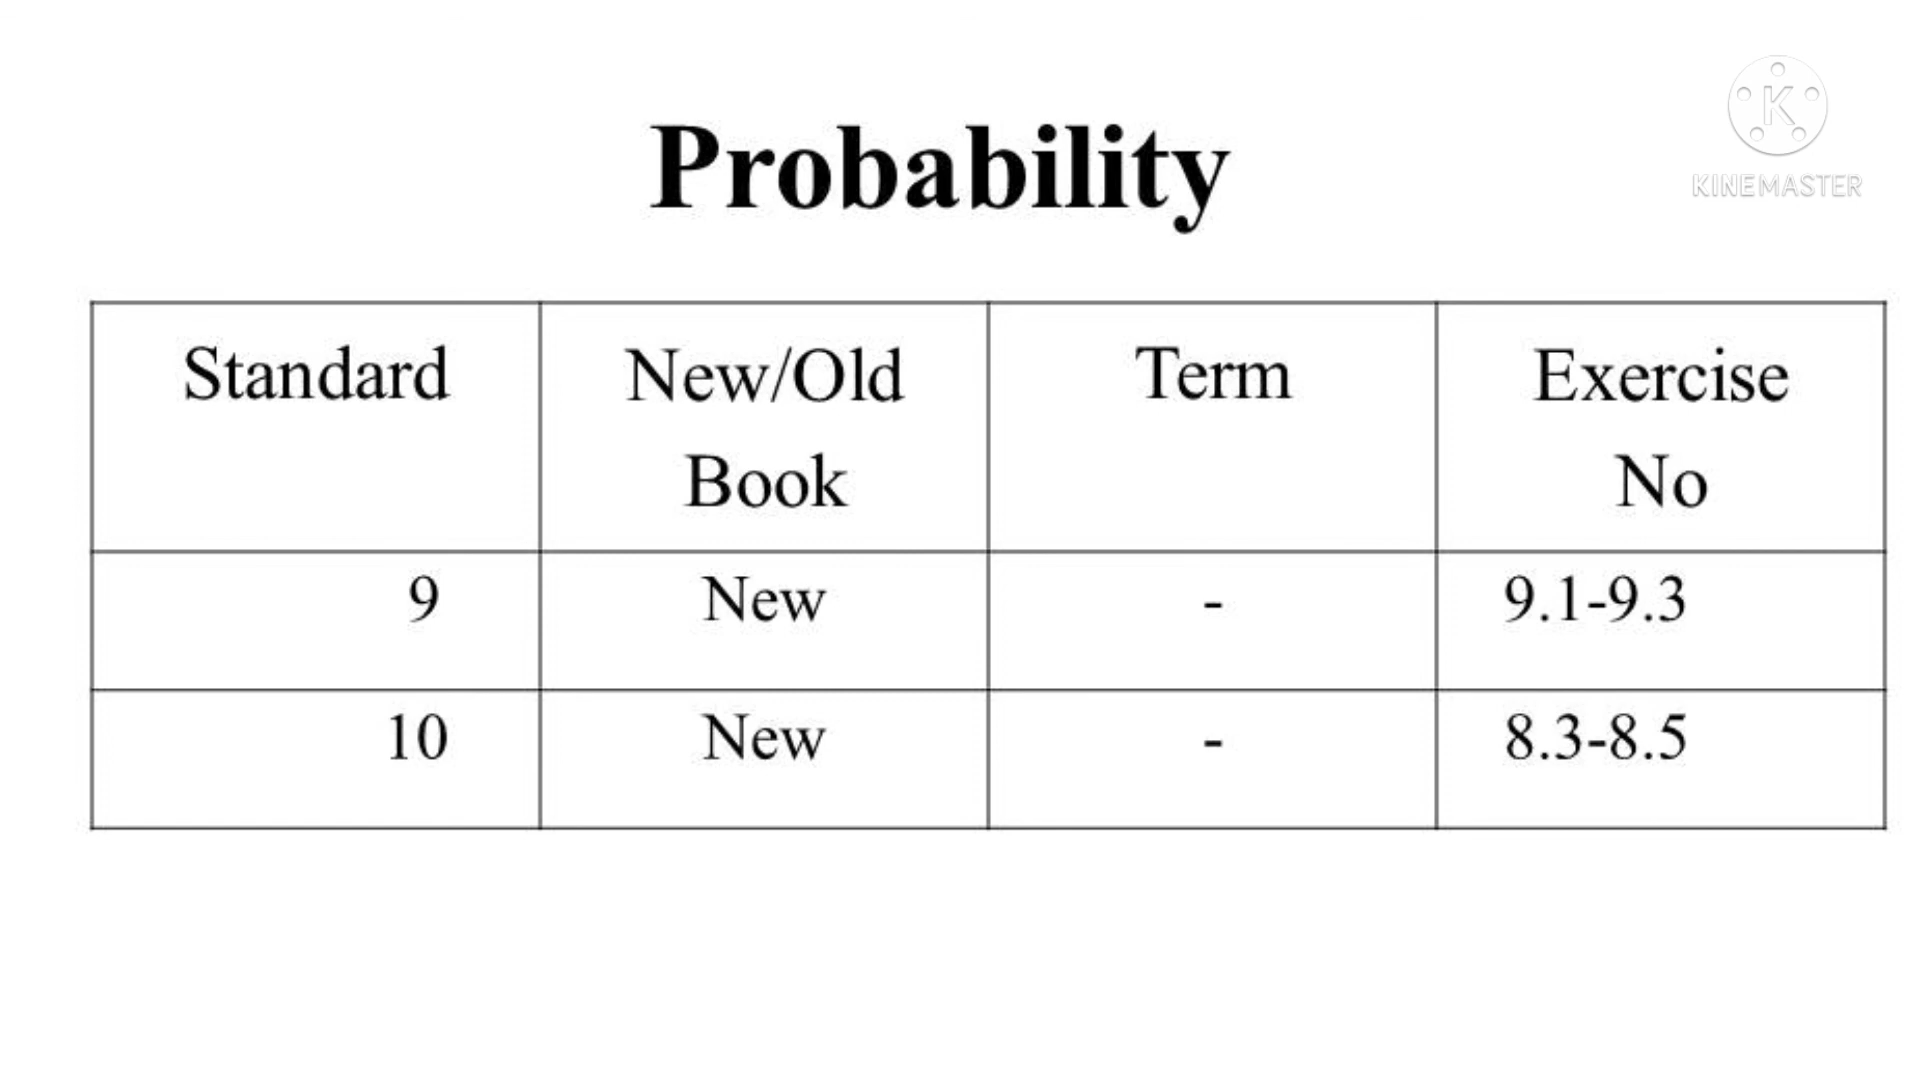 K
KINEMASTER
Probability
Standard
New/Old
Book
Term
Exercise
No
9
New
-
9.1-9.3
10
New
-
8.3-8.5